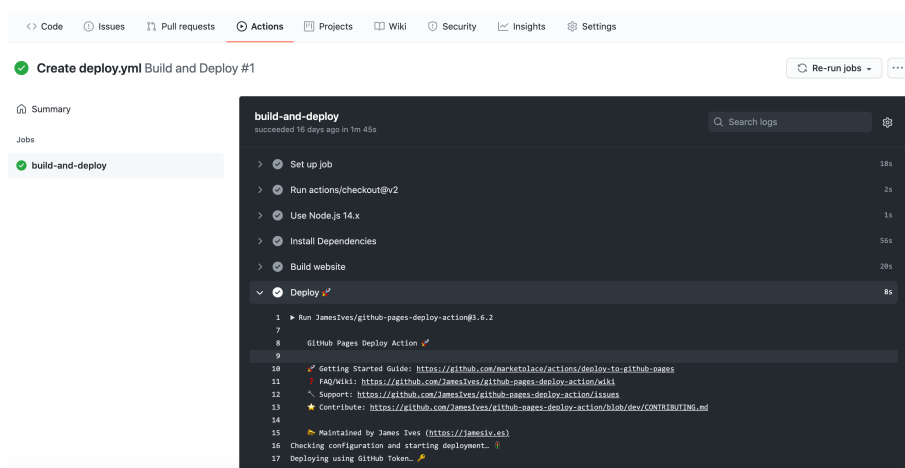 Code Issues Pull requests Actions Projects Wiki Security Insights Settings
Create deploy.yml Build and Deploy #1
Re-run jobs ...
Summary
Jobs
build-and-deploy
build-and-deploy
succeeded 16 days ago in 1m 45s
Search logs
Set up job 18s
Run actions/checkout@v2 2s
Use Node.js 14.x 1s
Install Dependencies 56s
Build website 20s
Deploy 🚀 8s
1 ▶ Run JamesIves/github-pages-deploy-action@3.6.2
7
8 GitHub Pages Deploy Action 🚀
9
10 🚀 Getting Started Guide: https://github.com/marketplace/actions/deploy-to-github-pages
11 ❓ FAQ/Wiki: https://github.com/JamesIves/github-pages-deploy-action/wiki
12 🔧 Support: https://github.com/JamesIves/github-pages-deploy-action/issues
13 ⭐ Contribute: https://github.com/JamesIves/github-pages-deploy-action/blob/dev/CONTRIBUTING.md
14
15 📣 Maintained by James Ives (https://jamesiv.es)
16 Checking configuration and starting deployment… 🚦
17 Deploying using GitHub Token… 🔑